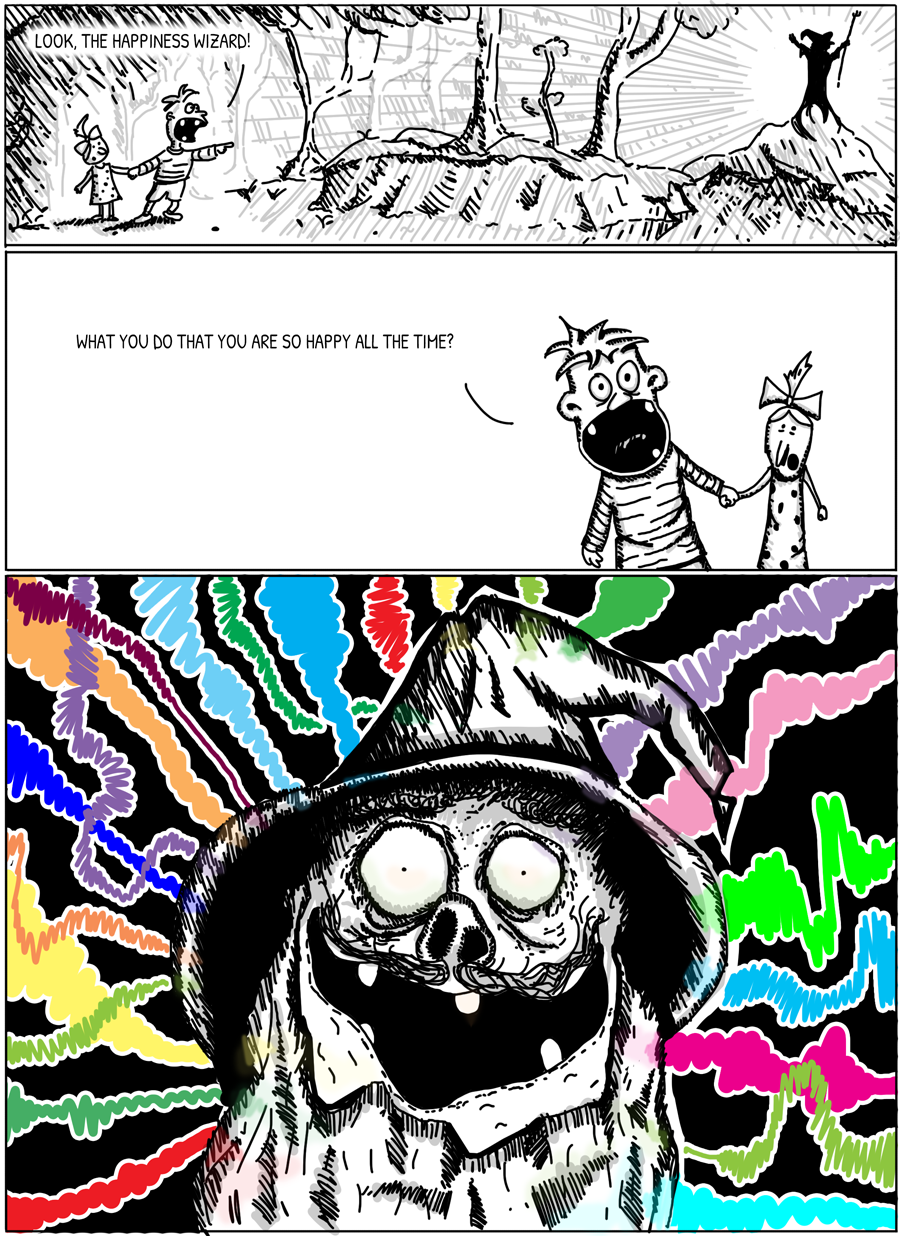 LOOK, THE HAPPINESS WIZARD!
WHAT YOU DO THAT YOU ARE SO HAPPY ALL THE TIME?